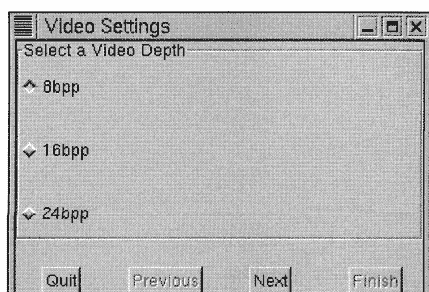 Video Settings
Select a Video Depth
8bpp
16bpp
24bpp
Quit Previous Next Finish